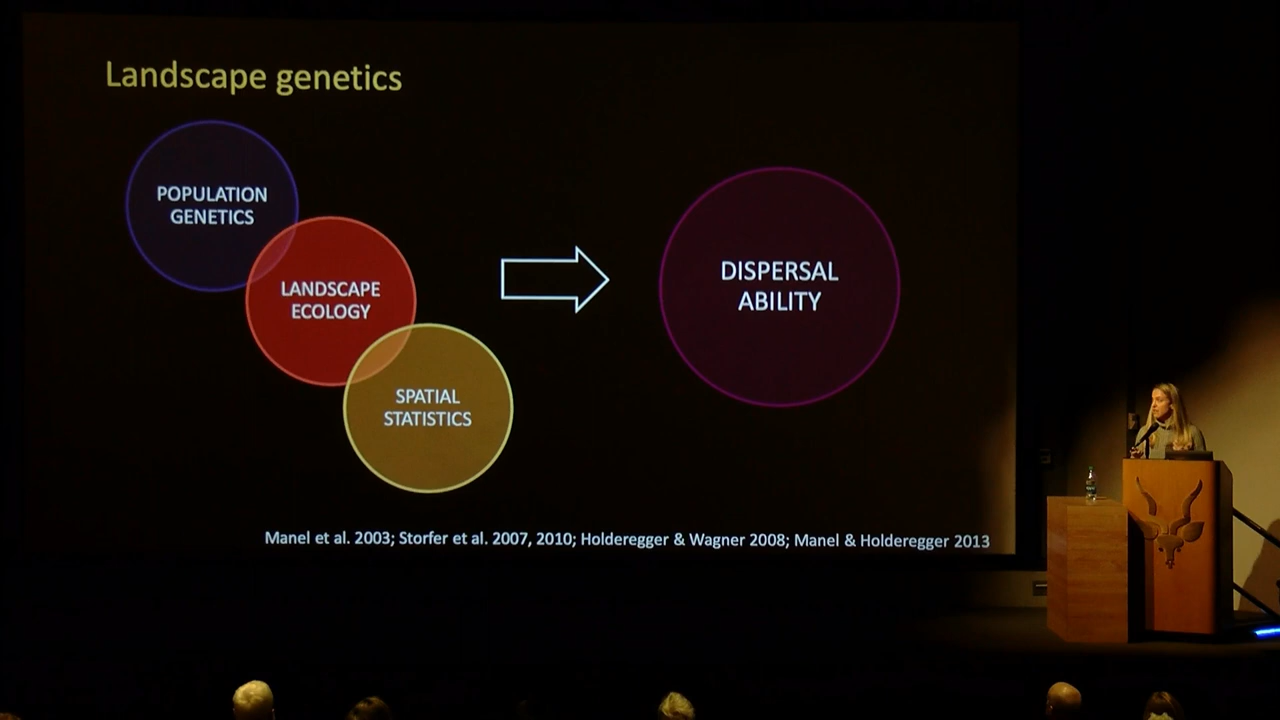 Landscape genetics
POPULATION
GENETICS
LANDSCAPE
ECOLOGY
SPATIAL
STATISTICS
DISPERSAL
ABILITY
Manel et al. 2003; Storfer et al. 2007, 2010; Holderegger & Wagner 2008; Manel & Holderegger 2013